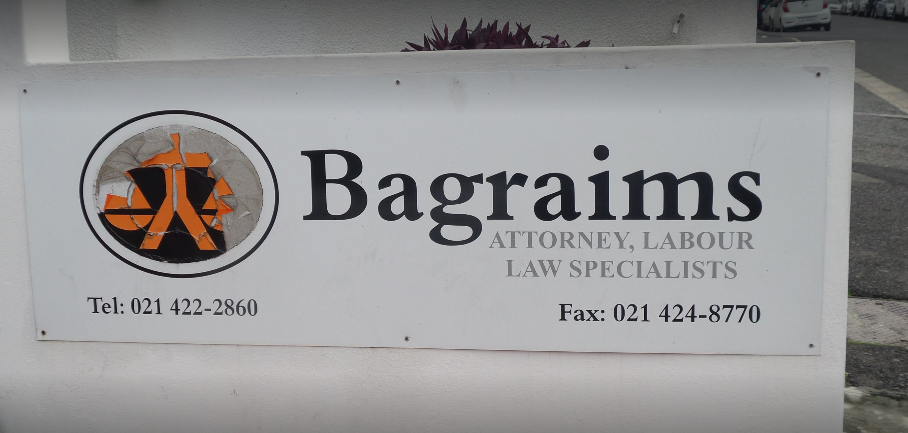 Bagraims
ATTORNEY, LABOUR
LAW SPECIALISTS
Tel: 021 422-2860
Fax: 021 424-8770